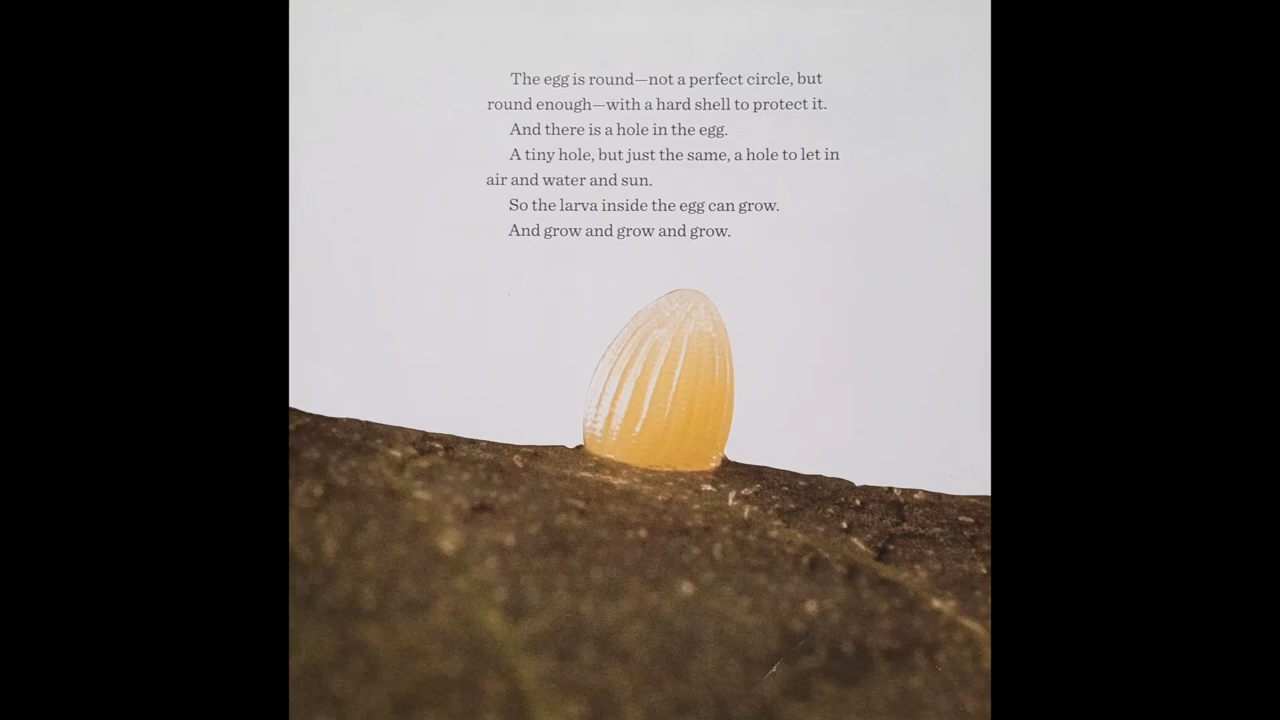 The egg is round—not a perfect circle, but
round enough—with a hard shell to protect it.
And there is a hole in the egg.
A tiny hole, but just the same, a hole to let in
air and water and sun.
So the larva inside the egg can grow.
And grow and grow and grow.